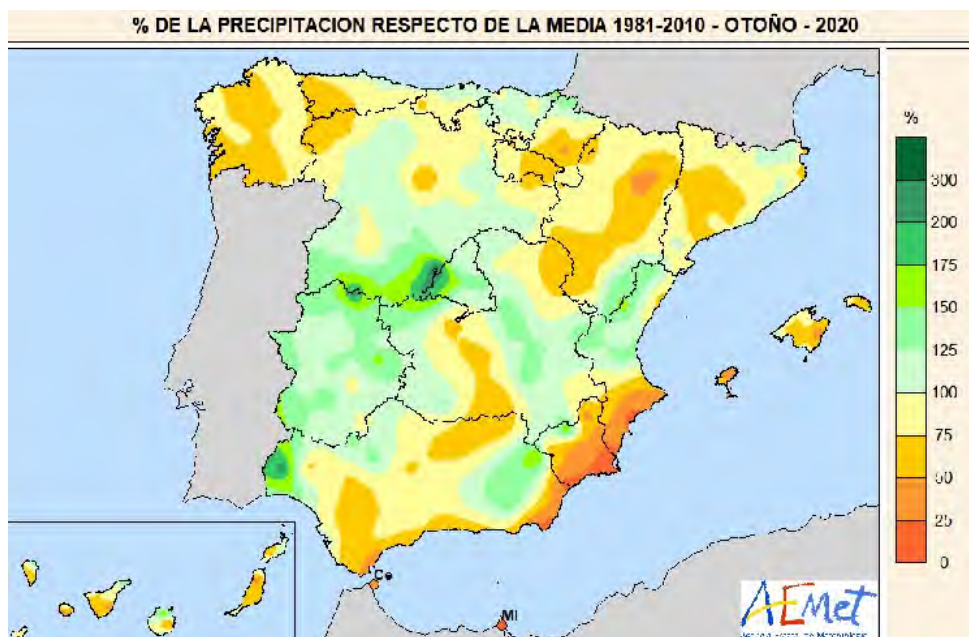 % DE LA PRECIPITACION RESPECTO DE LA MEDIA 1981-2010 - OTOÑO - 2020
%
300
200
175
150
125
100
75
50
25
0
Ce
Ml
AEMet